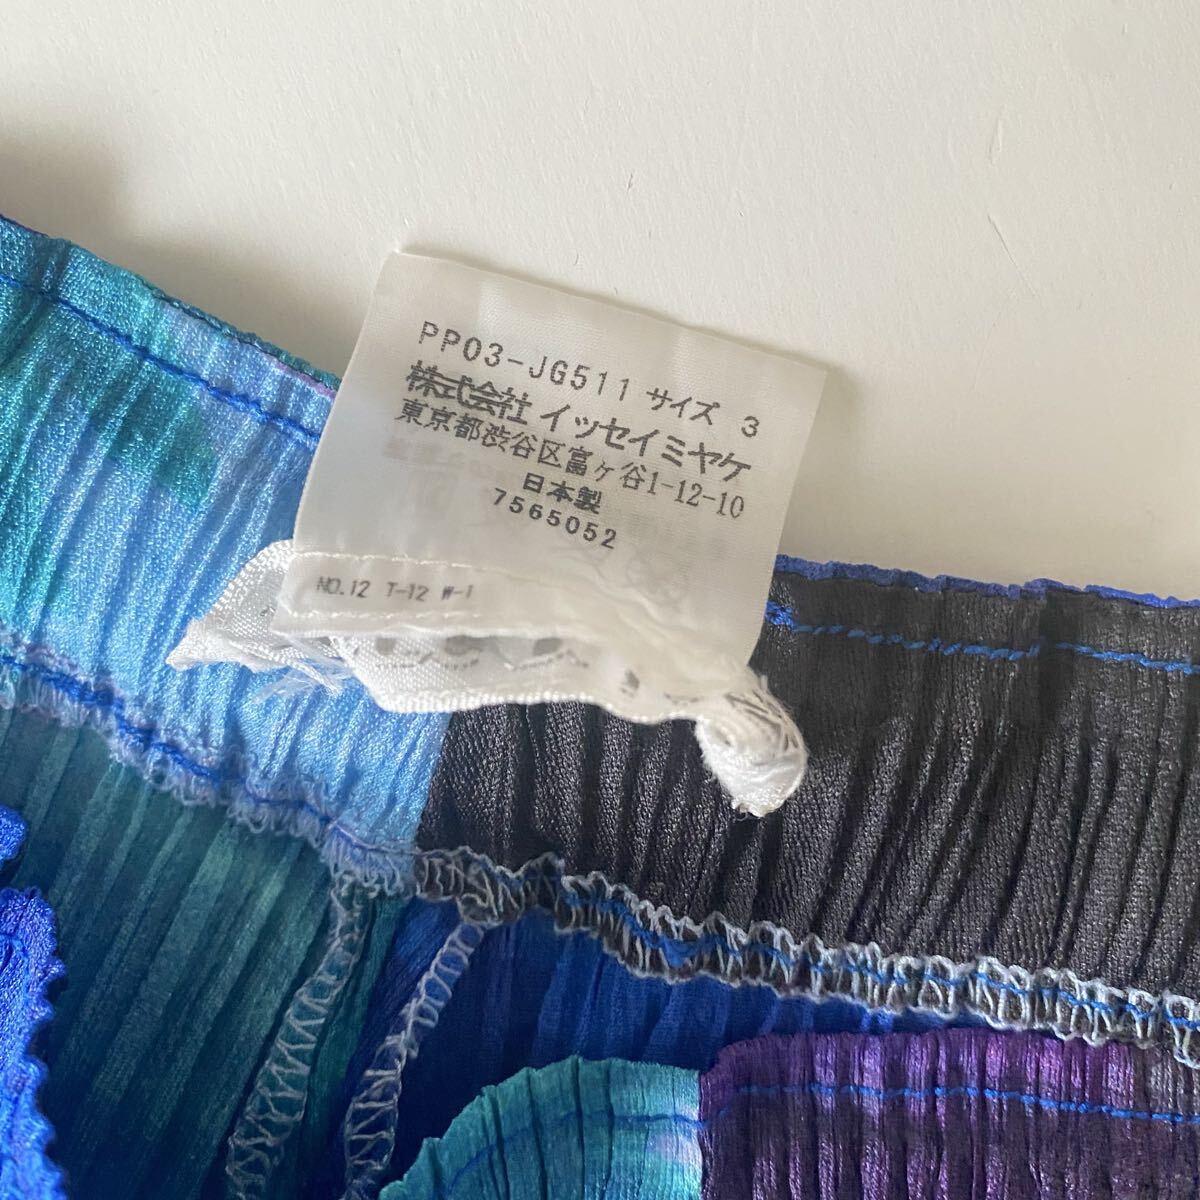 PP03-JG511 サイズ 3
株式会社 イッセイミヤケ
東京都渋谷区富ヶ谷1-12-10
日本製
7565052
NO.12 T-12 W-1